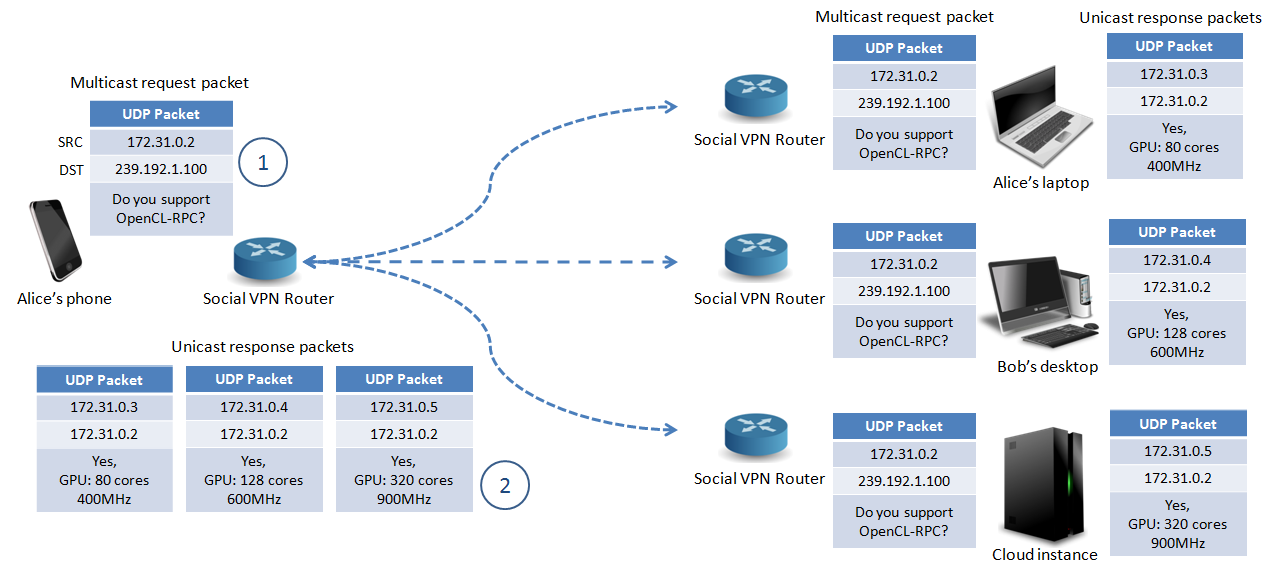 Multicast request packet
UDP Packet
SRC
172.31.0.2
DST
239.192.1.100
Do you support
OpenCL-RPC?
1
Alice's phone
Social VPN Router
Unicast response packets
UDP Packet
172.31.0.3
172.31.0.2
Yes,
GPU: 80 cores
400MHz
UDP Packet
172.31.0.4
172.31.0.2
Yes,
GPU: 128 cores
600MHz
UDP Packet
172.31.0.5
172.31.0.2
Yes,
GPU: 320 cores
900MHz
2
Multicast request packet
Unicast response packets
Social VPN Router
UDP Packet
172.31.0.2
239.192.1.100
Do you support
OpenCL-RPC?
Alice's laptop
UDP Packet
172.31.0.3
172.31.0.2
Yes,
GPU: 80 cores
400MHz
Social VPN Router
UDP Packet
172.31.0.2
239.192.1.100
Do you support
OpenCL-RPC?
Bob's desktop
UDP Packet
172.31.0.4
172.31.0.2
Yes,
GPU: 128 cores
600MHz
Social VPN Router
UDP Packet
172.31.0.2
239.192.1.100
Do you support
OpenCL-RPC?
Cloud instance
UDP Packet
172.31.0.5
172.31.0.2
Yes,
GPU: 320 cores
900MHz